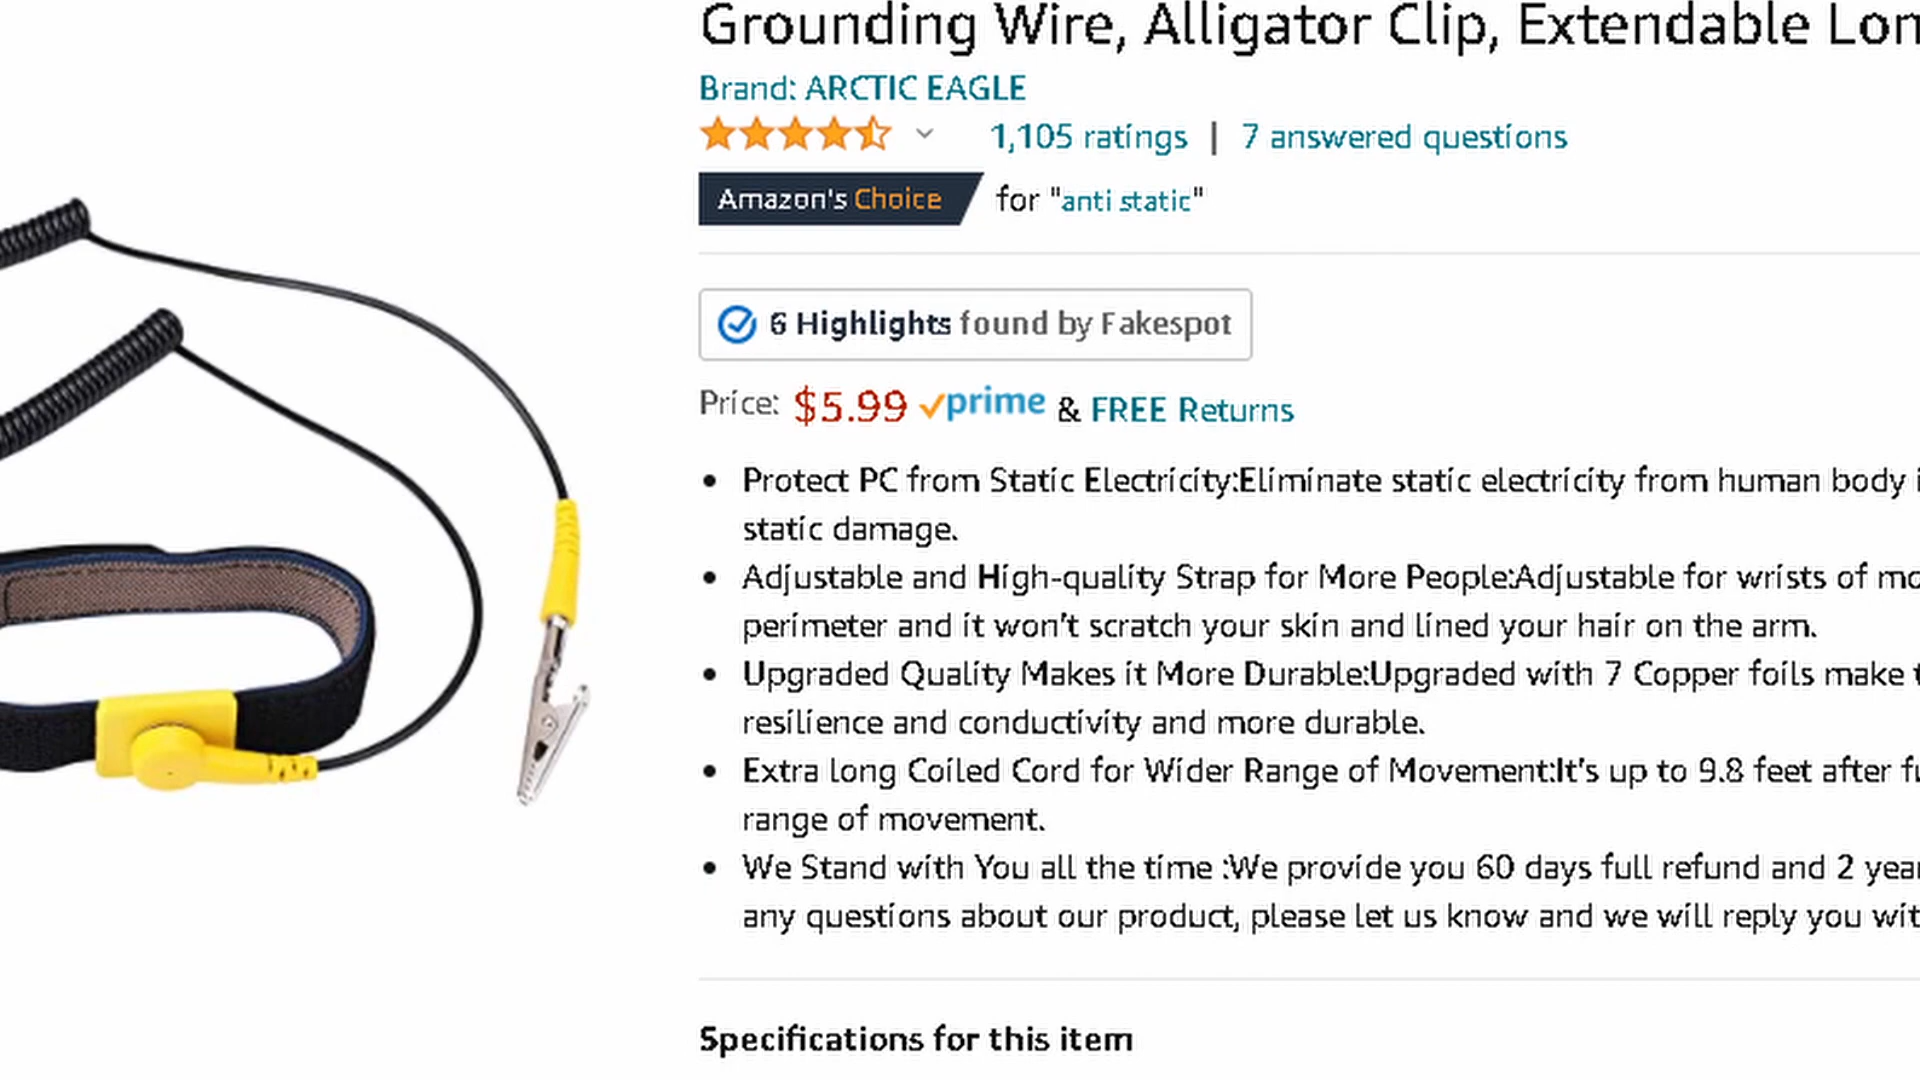 Grounding Wire, Alligator Clip, Extendable Lon
Brand: ARCTIC EAGLE
1,105 ratings | 7 answered questions
Amazon's Choice for "anti static"
6 Highlights found by Fakespot
Price: $5.99 prime & FREE Returns
• Protect PC from Static Electricity:Eliminate static electricity from human body i
static damage.
• Adjustable and High-quality Strap for More People:Adjustable for wrists of mo
perimeter and it won't scratch your skin and lined your hair on the arm.
• Upgraded Quality Makes it More Durable:Upgraded with 7 Copper foils make t
resilience and conductivity and more durable.
• Extra long Coiled Cord for Wider Range of Movement:It's up to 9.8 feet after fu
range of movement.
• We Stand with You all the time :We provide you 60 days full refund and 2 year
any questions about our product, please let us know and we will reply you wit
Specifications for this item